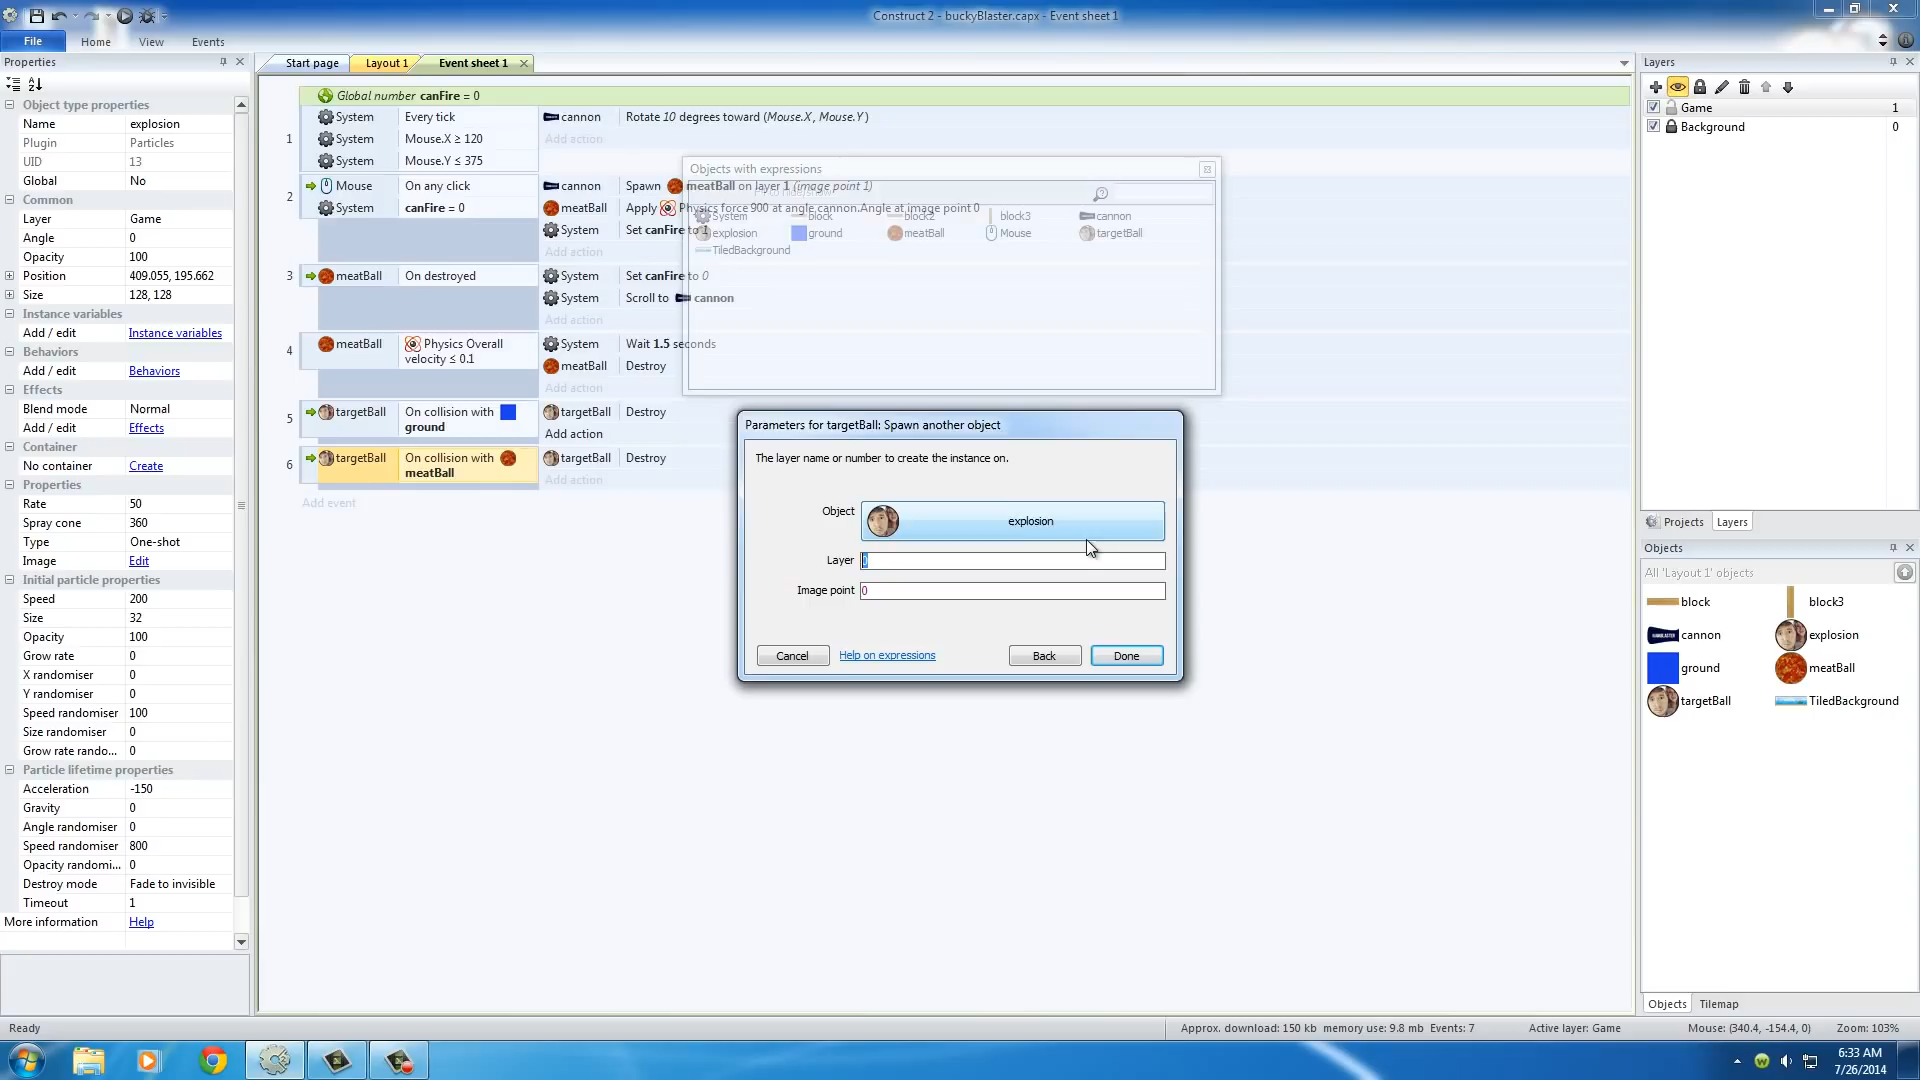 Construct 2 - buckyBlaster.capx - Event sheet 1
File
Home
View
Events
Properties
Object type properties
Name explosion
Plugin Particles
UID 13
Global No
Common
Layer Game
Angle 0
Opacity 100
Position 409.055, 195.662
Size 128, 128
Instance variables
Add / edit Instance variables
Behaviors
Add / edit Behaviors
Effects
Blend mode Normal
Add / edit Effects
Container
No container Create
Properties
Rate 50
Spray cone 360
Type One-shot
Image Edit
Initial particle properties
Speed 200
Size 32
Opacity 100
Grow rate 0
X randomiser 0
Y randomiser 0
Speed randomiser 100
Size randomiser 0
Grow rate rando... 0
Particle lifetime properties
Acceleration -150
Gravity 0
Angle randomiser 0
Speed randomiser 800
Opacity randomi... 0
Destroy mode Fade to invisible
Timeout 1
More information Help
Start page
Layout 1
Event sheet 1
Global number canFire = 0
1
System Every tick
System Mouse.X ≥ 120
System Mouse.Y ≤ 375
cannon Rotate 10 degrees toward (Mouse.X, Mouse.Y)
Add action
2
Mouse On any click
System canFire = 0
cannon Spawn meatBall on layer 1 (image point 1)
meatBall Apply Physics force 900 at angle cannon.Angle at image point 0
System Set canFire to 1
Add action
3
meatBall On destroyed
System Set canFire to 0
System Scroll to cannon
Add action
4
meatBall Physics Overall
velocity ≤ 0.1
System Wait 1.5 seconds
meatBall Destroy
Add action
5
targetBall On collision with
ground
targetBall Destroy
Add action
6
targetBall On collision with
meatBall
targetBall Destroy
Add action
Add event
Objects with expressions
System block block2 block3 cannon
explosion ground meatBall Mouse targetBall
TiledBackground
Parameters for targetBall: Spawn another object
The layer name or number to create the instance on.
Object explosion
Layer 0
Image point 0
Cancel
Help on expressions
Back
Done
Layers
Game 1
Background 0
Projects
Layers
Objects
All 'Layout 1' objects
block block3
cannon explosion
ground meatBall
targetBall TiledBackground
Objects
Tilemap
Ready
Approx. download: 150 kb memory use: 9.8 mb Events: 7
Active layer: Game
Mouse: (340.4, -154.4, 0)
Zoom: 103%
6:33 AM
7/26/2014